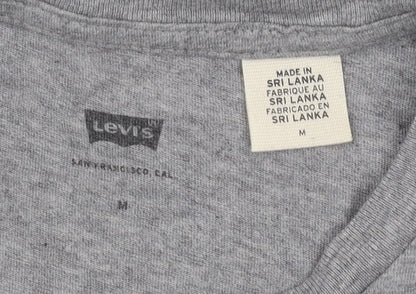 Levi's
SAN FRANCISCO, CAL.
M
MADE IN
SRI LANKA
FABRIQUE AU
SRI LANKA
FABRICADO EN
SRI LANKA
M